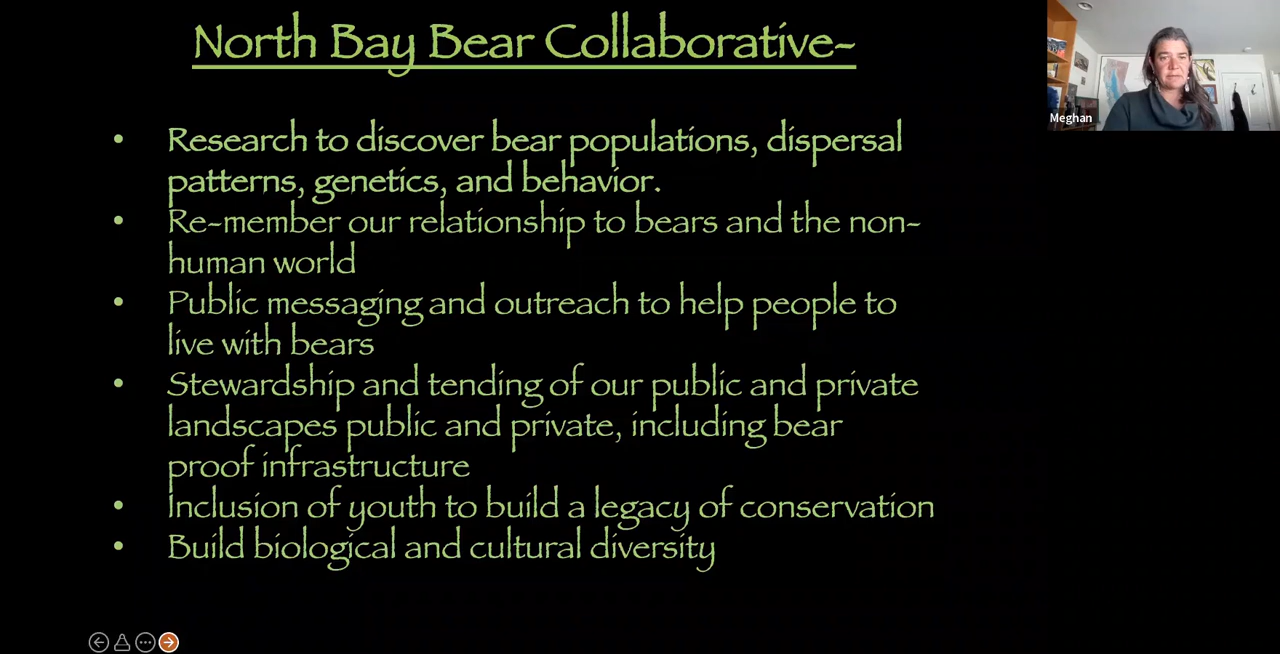 North Bay Bear Collaborative-
Meghan
• Research to discover bear populations, dispersal
patterns, genetics, and behavior.
• Re-member our relationship to bears and the non-
human world
• Public messaging and outreach to help people to
live with bears
• Stewardship and tending of our public and private
landscapes public and private, including bear
proof infrastructure
• Inclusion of youth to build a legacy of conservation
• Build biological and cultural diversity